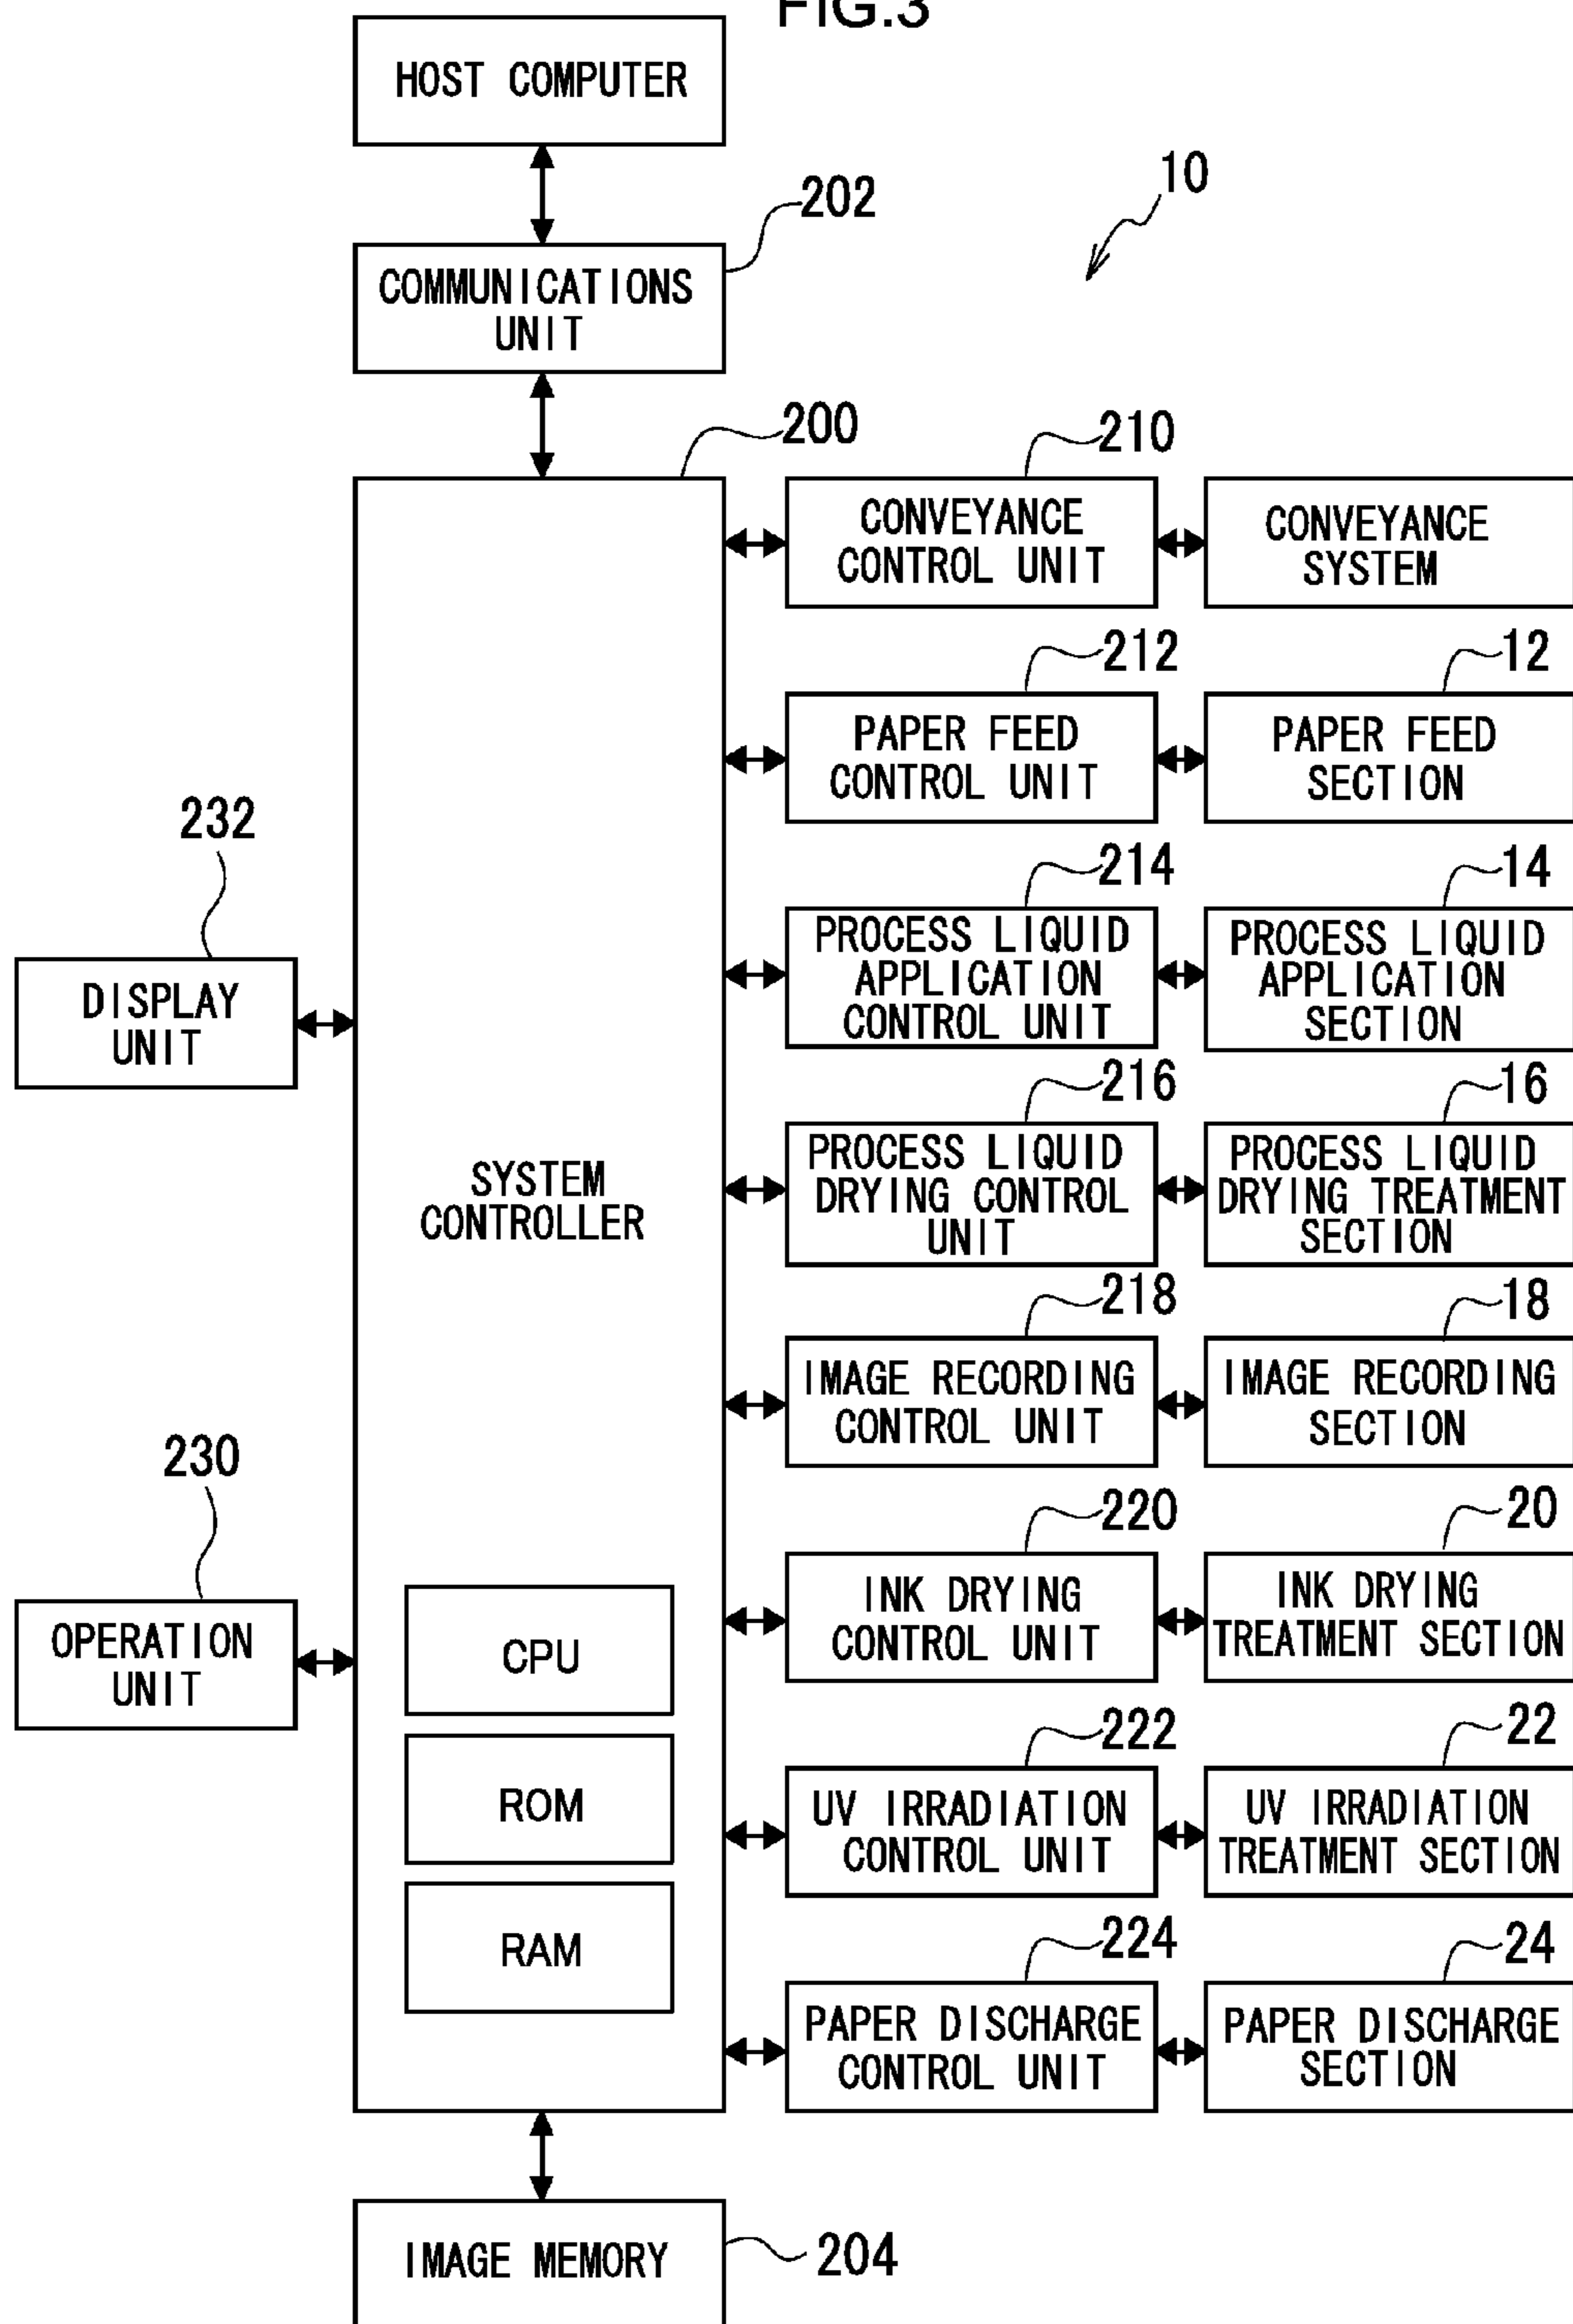 FIG.3
HOST COMPUTER
10
202
COMMUNICATIONS
UNIT
200
210
CONVEYANCE
CONTROL UNIT
CONVEYANCE
SYSTEM
212
12
PAPER FEED
CONTROL UNIT
PAPER FEED
SECTION
232
214
14
DISPLAY
UNIT
PROCESS LIQUID
APPLICATION
CONTROL UNIT
PROCESS LIQUID
APPLICATION
SECTION
216
16
SYSTEM
CONTROLLER
PROCESS LIQUID
DRYING CONTROL
UNIT
PROCESS LIQUID
DRYING TREATMENT
SECTION
218
18
IMAGE RECORDING
CONTROL UNIT
IMAGE RECORDING
SECTION
230
220
20
OPERATION
UNIT
INK DRYING
CONTROL UNIT
INK DRYING
TREATMENT SECTION
CPU
222
22
ROM
UV IRRADIATION
CONTROL UNIT
UV IRRADIATION
TREATMENT SECTION
RAM
224
24
PAPER DISCHARGE
CONTROL UNIT
PAPER DISCHARGE
SECTION
IMAGE MEMORY
204